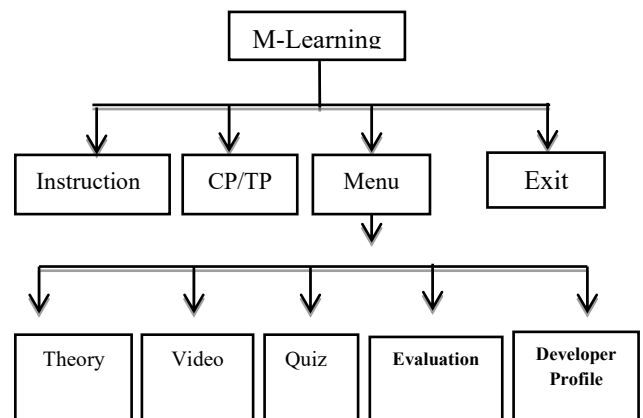 M-Learning
Instruction
CP/TP
Menu
Exit
Theory
Video
Quiz
Evaluation
Developer
Profile